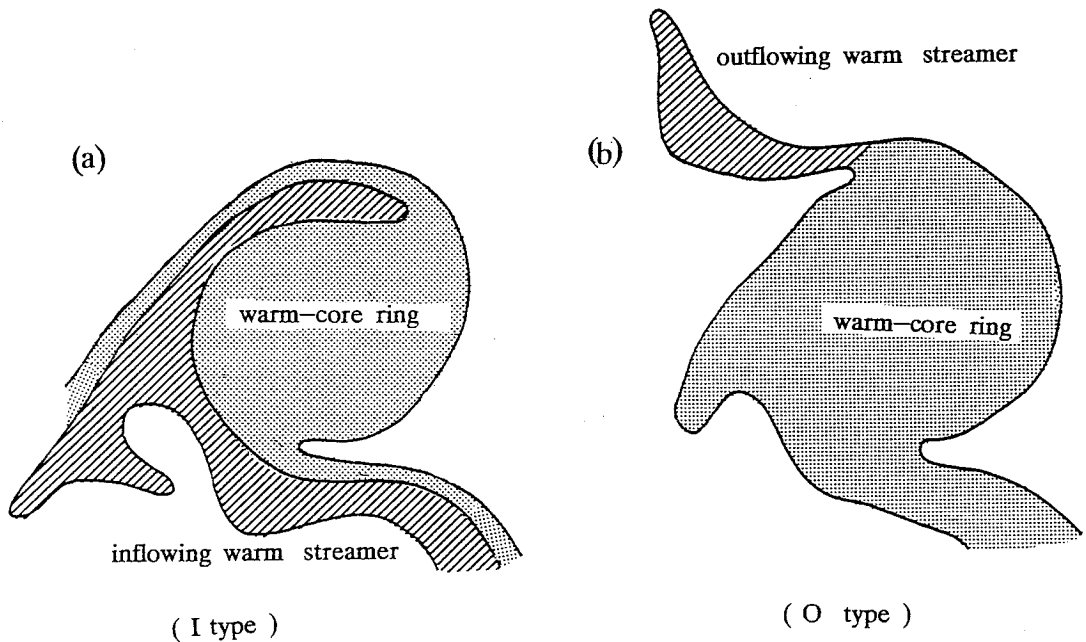 (a)
warm-core ring
inflowing warm streamer
( I type )
outflowing warm streamer
(b)
warm-core ring
( O type )